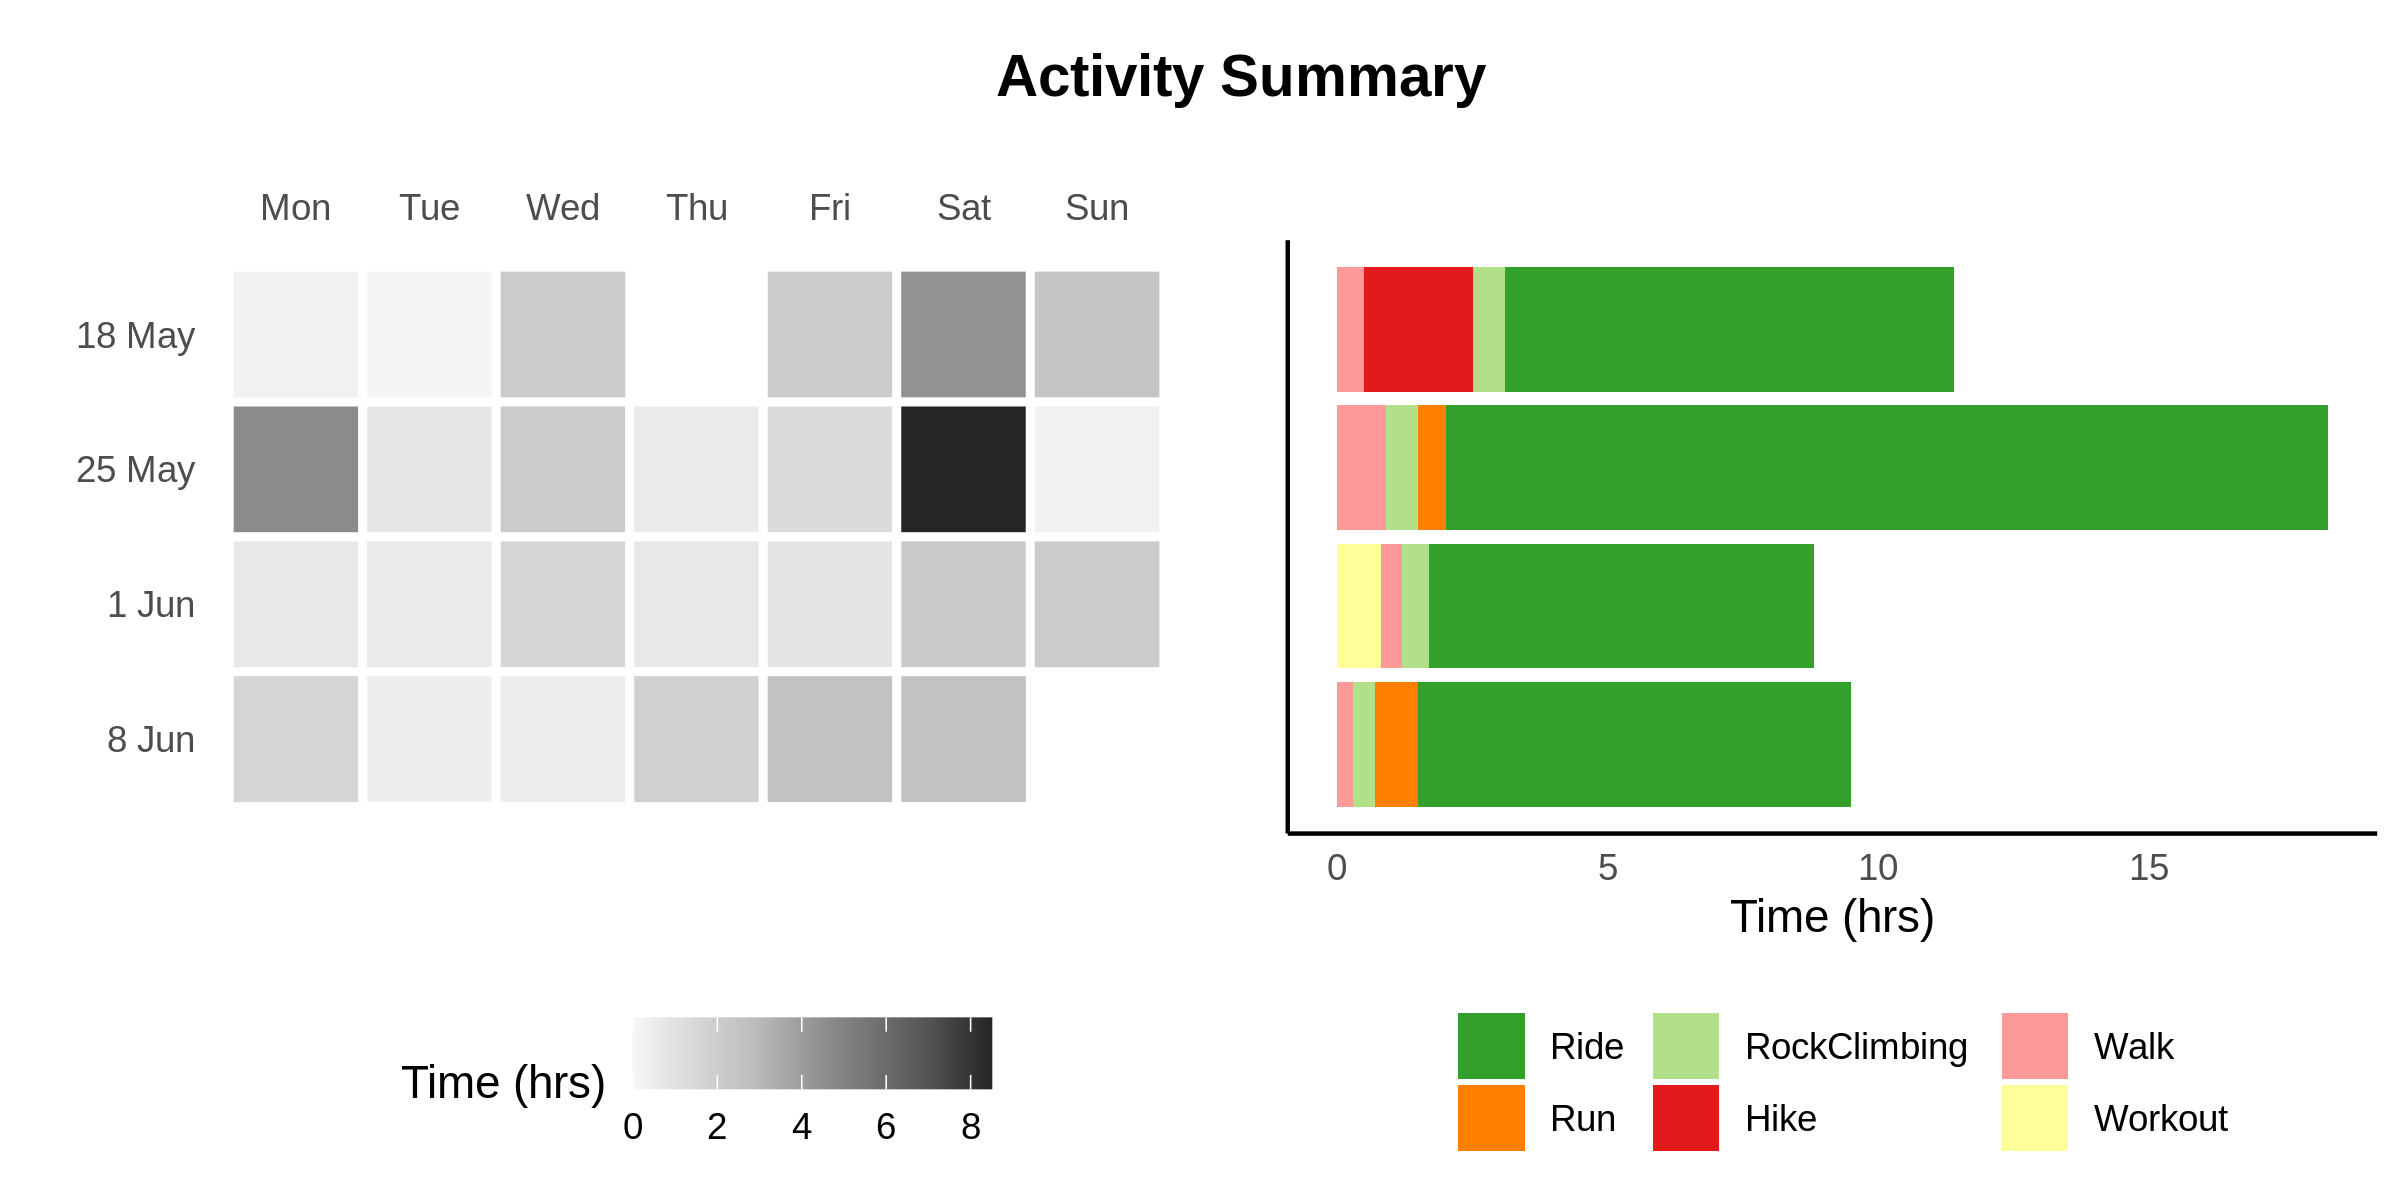 Activity Summary
Mon Tue Wed Thu Fri Sat Sun
18 May
25 May
1 Jun
8 Jun
0 5 10 15
Time (hrs)
Time (hrs)
0 2 4 6 8
Ride RockClimbing Walk
Run Hike Workout